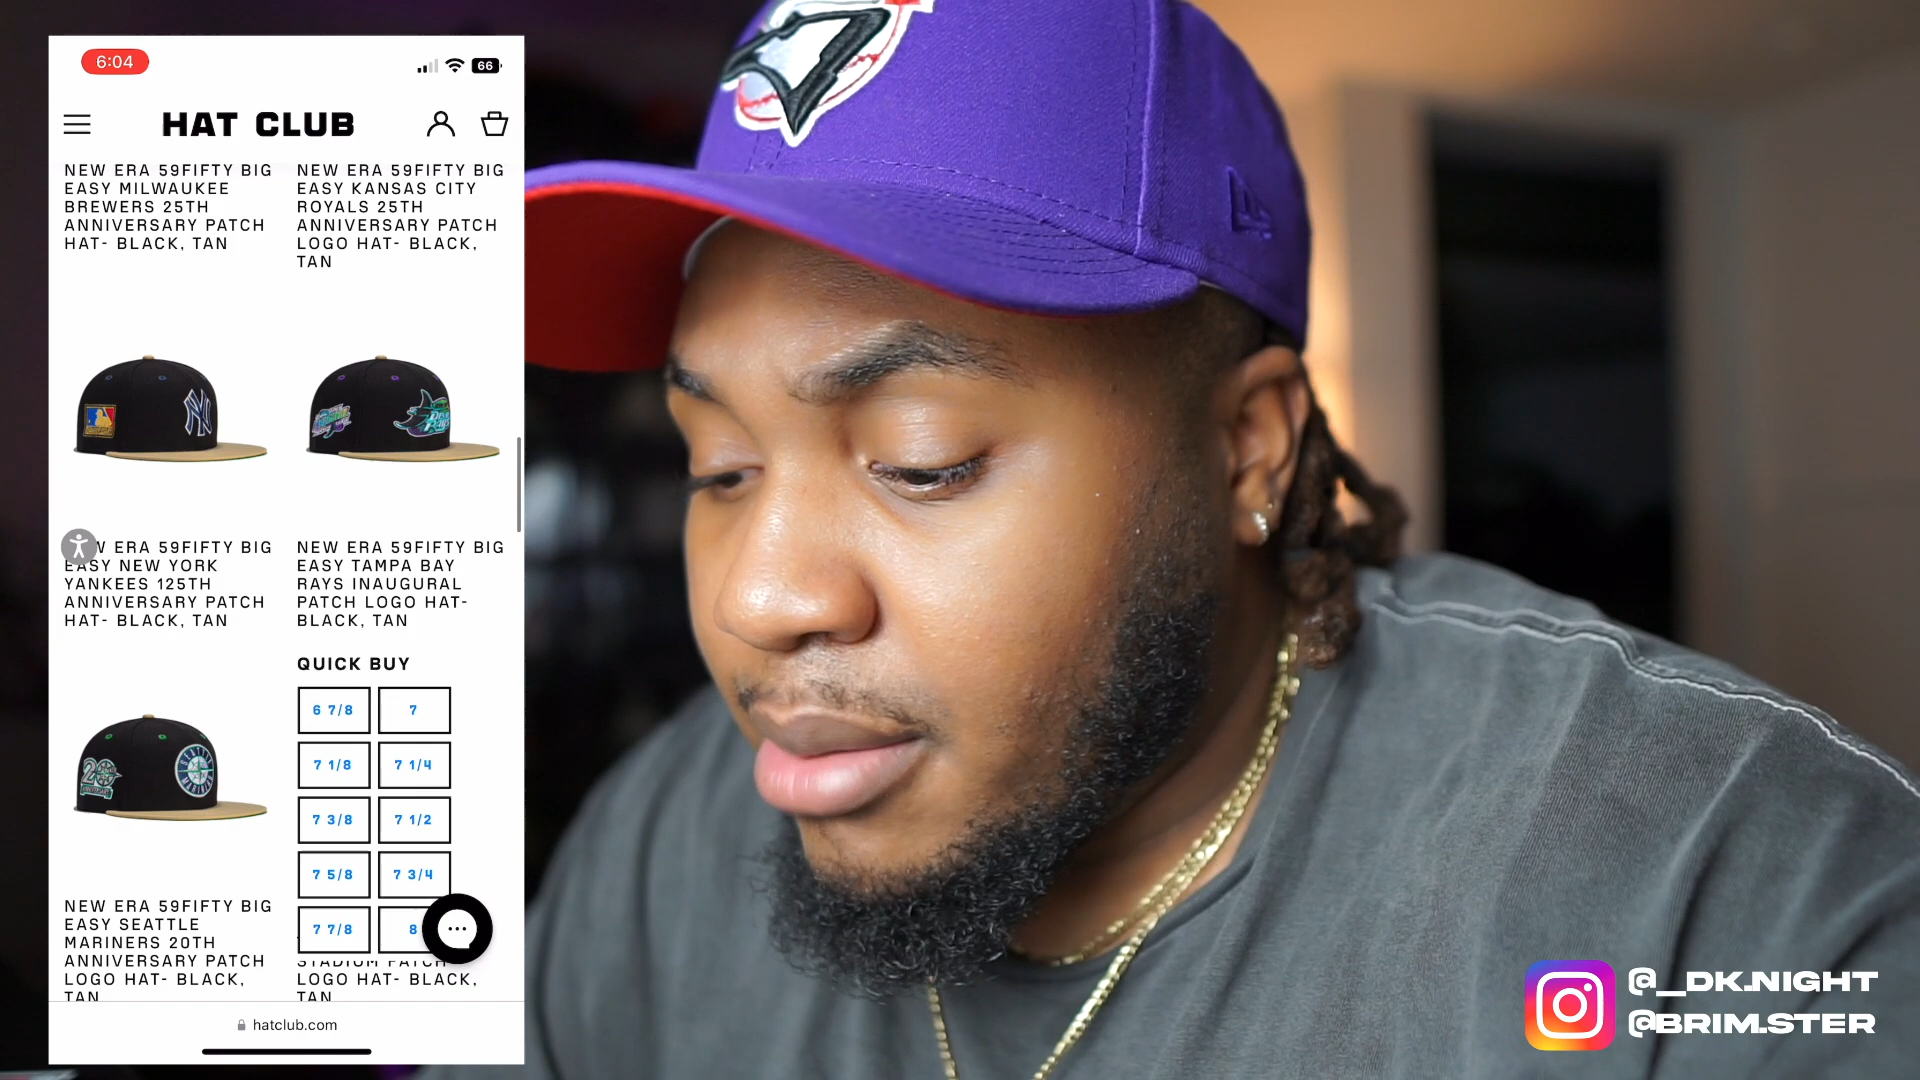 6:04
66
HAT CLUB
NEW ERA 59FIFTY BIG
EASY MILWAUKEE
BREWERS 25TH
ANNIVERSARY PATCH
HAT- BLACK, TAN
NEW ERA 59FIFTY BIG
EASY KANSAS CITY
ROYALS 25TH
ANNIVERSARY PATCH
LOGO HAT- BLACK,
TAN
ERA 59FIFTY BIG
EASY NEW YORK
YANKEES 125TH
ANNIVERSARY PATCH
HAT- BLACK, TAN
NEW ERA 59FIFTY BIG
EASY TAMPA BAY
RAYS INAUGURAL
PATCH LOGO HAT-
BLACK, TAN
QUICK BUY
6 7/8
7
7 1/8
7 1/4
7 3/8
7 1/2
7 5/8
7 3/4
7 7/8
8
NEW ERA 59FIFTY BIG
EASY SEATTLE
MARINERS 20TH
ANNIVERSARY PATCH
LOGO HAT- BLACK,
TAN
STADIUM PATCH
LOGO HAT- BLACK,
TAN
hatclub.com
@_DK.NIGHT
@BRIM.STER